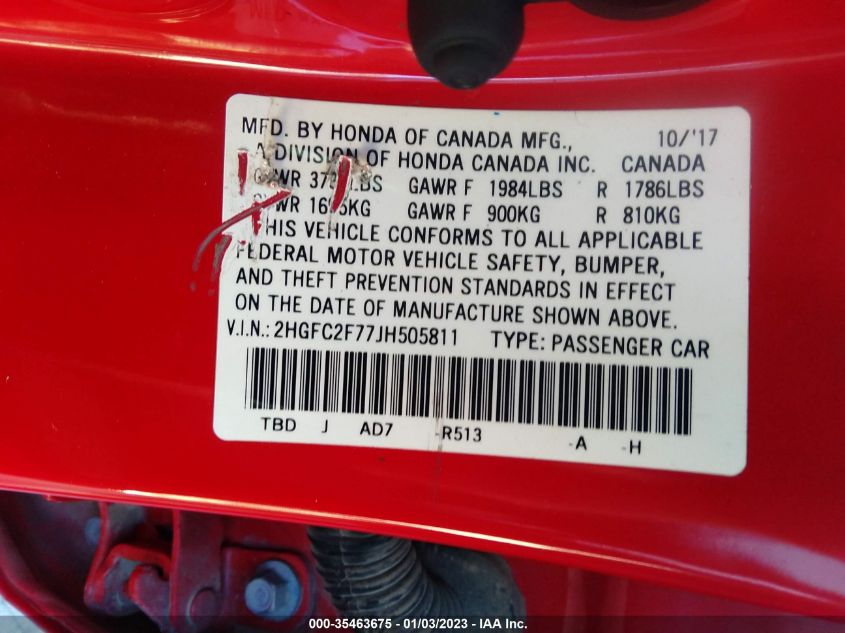 MFD. BY HONDA OF CANADA MFG., 10/'17
A DIVISION OF HONDA CANADA INC. CANADA
LBS GAWR F 1984LBS R 1786LBS
KG GAWR F 900KG R 810KG
THIS VEHICLE CONFORMS TO ALL APPLICABLE
FEDERAL MOTOR VEHICLE SAFETY, BUMPER,
AND THEFT PREVENTION STANDARDS IN EFFECT
ON THE DATE OF MANUFACTURE SHOWN ABOVE.
V.I.N.: 2HGFC2F77JH505811 TYPE: PASSENGER CAR
TBD J AD7 -R513 -A -H
000-35463675 - 01/03/2023 - IAA Inc.